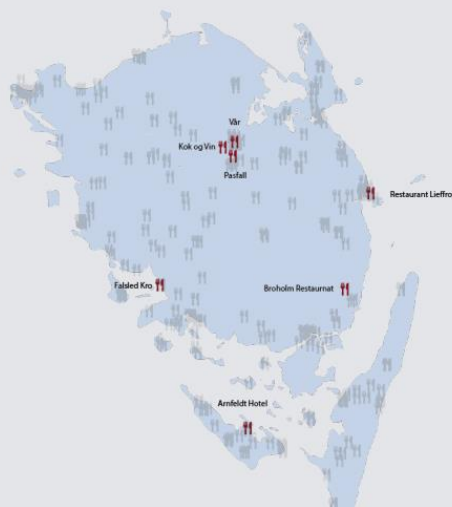 Vår
Kok og Vin
Pasfall
Restaurant Lieffro
Falsled Kro
Broholm Restaurnat
Arnfeldt Hotel